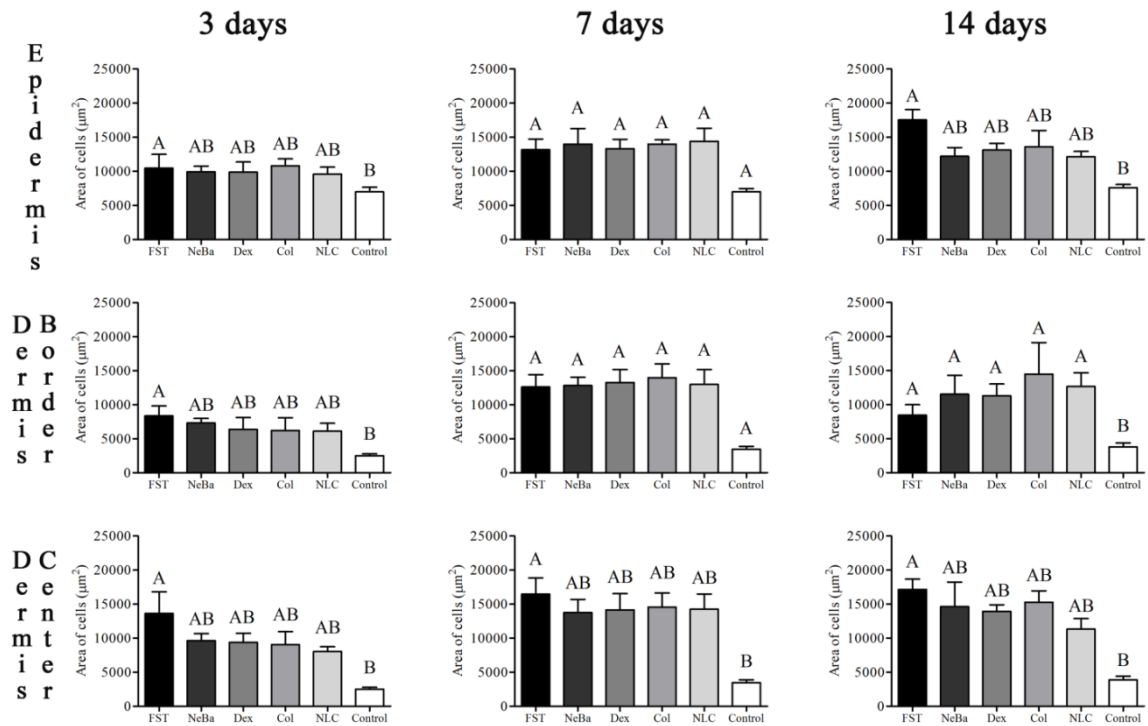 3 days
7 days
14 days
Epidermis
Area of cells (µm²)
25000
20000
15000
10000
5000
0
A AB AB AB AB B
FST NeBa Dex Col NLC Control
Area of cells (µm²)
25000
20000
15000
10000
5000
0
A A A A A A
FST NeBa Dex Col NLC Control
Area of cells (µm²)
25000
20000
15000
10000
5000
0
A AB AB AB AB B
FST NeBa Dex Col NLC Control
Dermis
Border
Area of cells (µm²)
25000
20000
15000
10000
5000
0
A AB AB AB AB B
FST NeBa Dex Col NLC Control
Area of cells (µm²)
25000
20000
15000
10000
5000
0
A A A A A A
FST NeBa Dex Col NLC Control
Area of cells (µm²)
25000
20000
15000
10000
5000
0
A A A A A B
FST NeBa Dex Col NLC Control
Dermis
Center
Area of cells (µm²)
25000
20000
15000
10000
5000
0
A AB AB AB AB B
FST NeBa Dex Col NLC Control
Area of cells (µm²)
25000
20000
15000
10000
5000
0
A AB AB AB AB B
FST NeBa Dex Col NLC Control
Area of cells (µm²)
25000
20000
15000
10000
5000
0
A AB AB AB AB B
FST NeBa Dex Col NLC Control